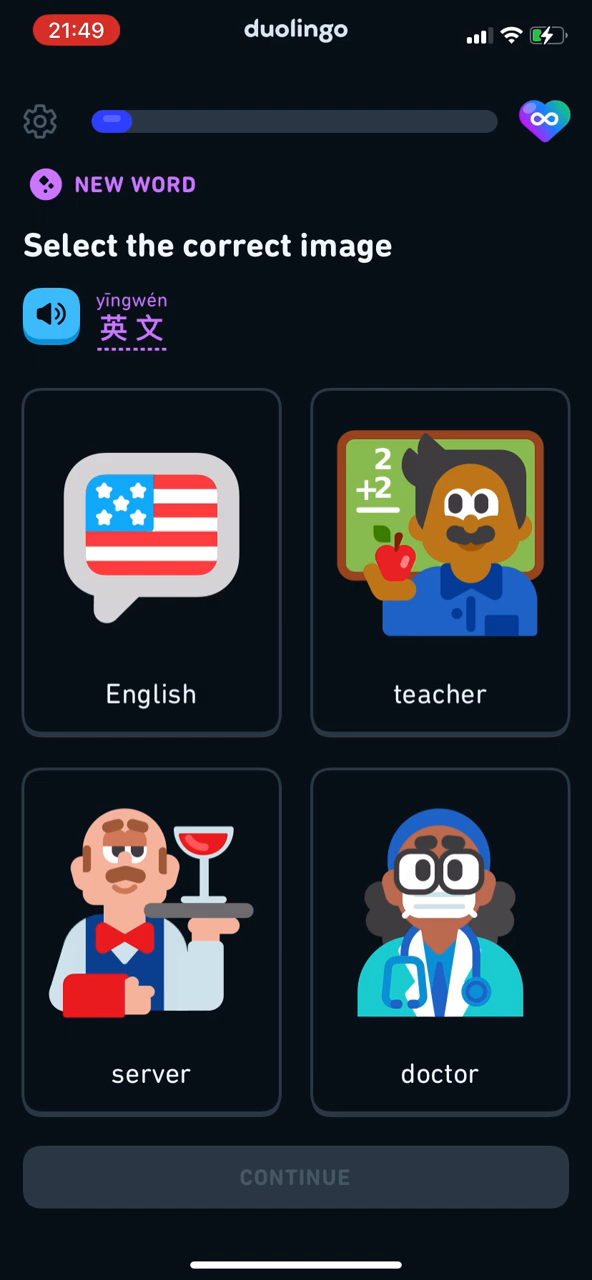 21:49
duolingo
NEW WORD
Select the correct image
yīngwén
英文
2
+2
English
teacher
server
doctor
CONTINUE